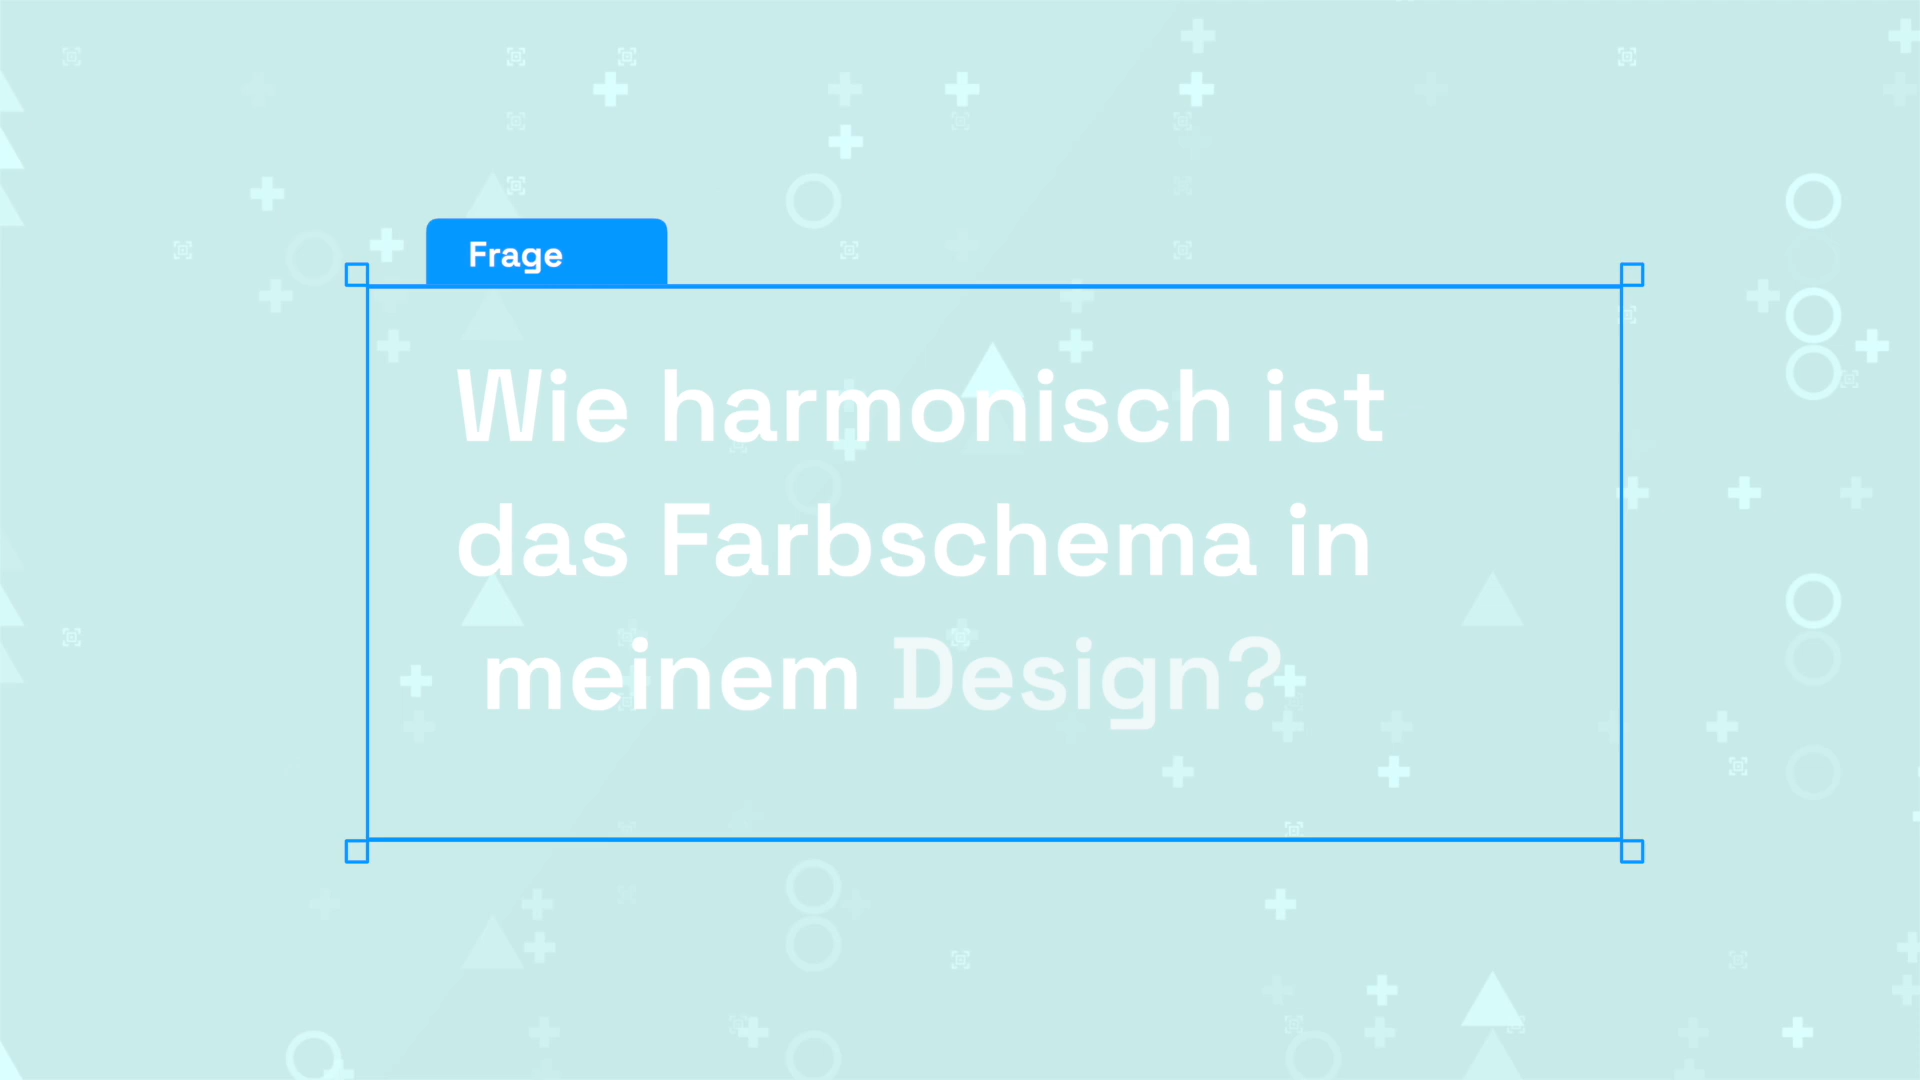 Frage
Wie harmonisch ist
das Farbschema in
meinem Design?